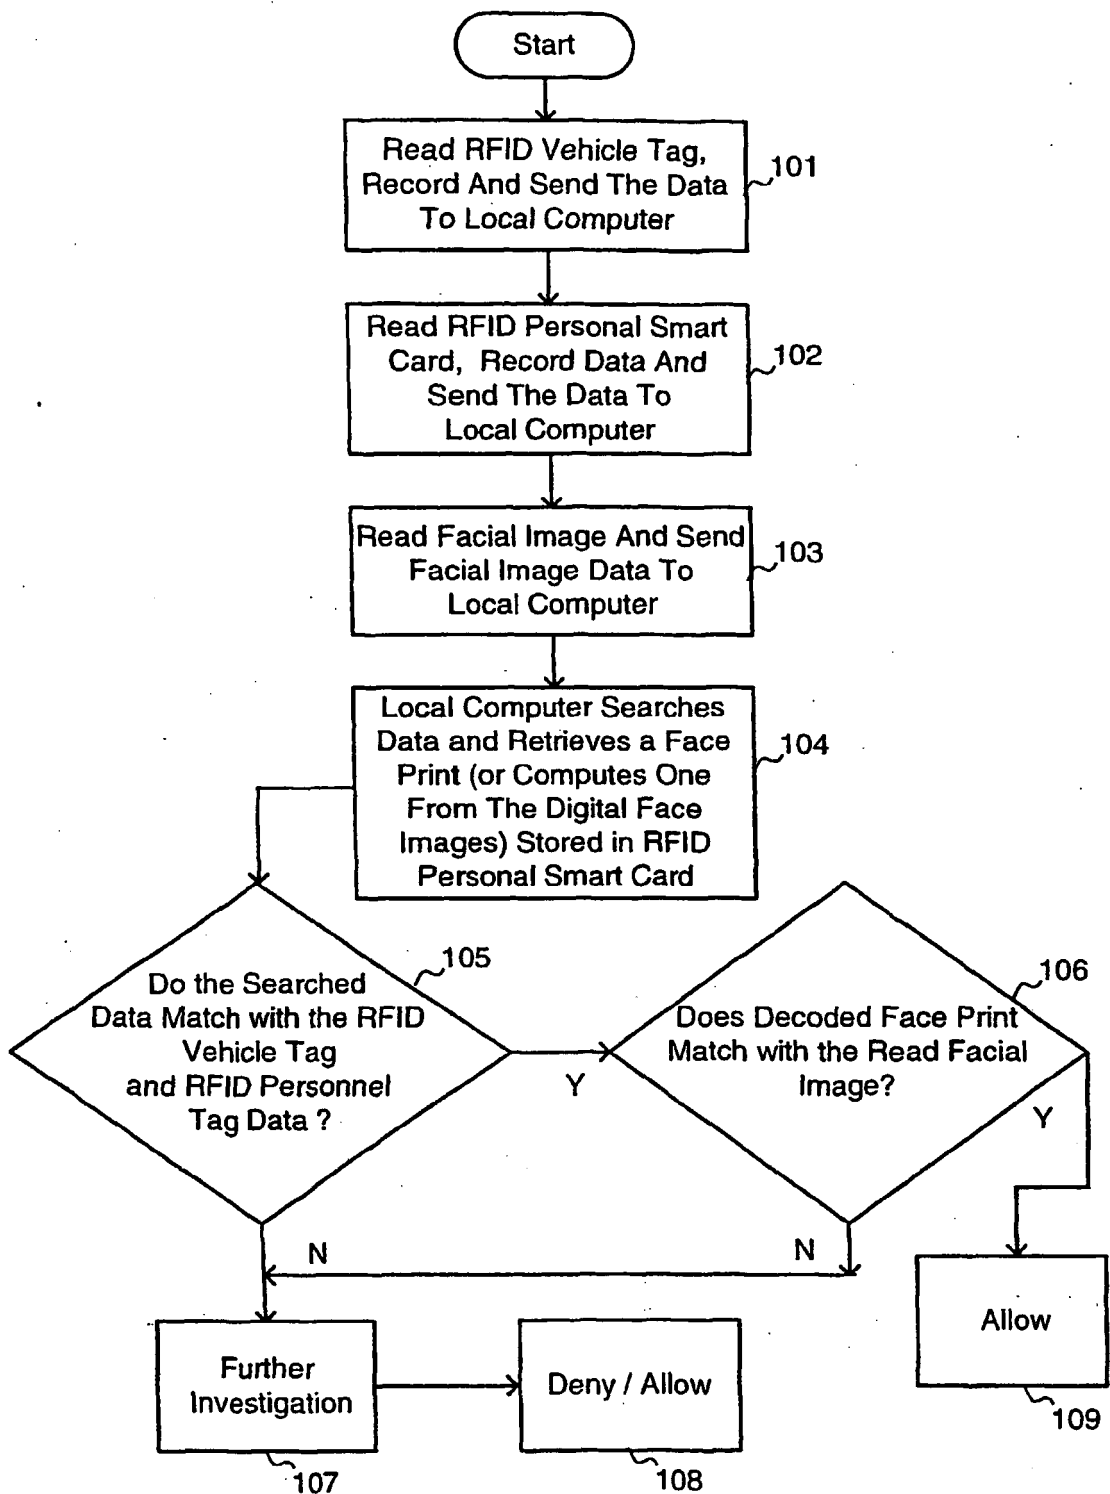 Start
Read RFID Vehicle Tag,
Record And Send The Data
To Local Computer
101
Read RFID Personal Smart
Card, Record Data And
Send The Data To
Local Computer
102
Read Facial Image And Send
Facial Image Data To
Local Computer
103
Local Computer Searches
Data and Retrieves a Face
Print (or Computes One
From The Digital Face
Images) Stored in RFID
Personal Smart Card
104
Do the Searched
Data Match with the RFID
Vehicle Tag
and RFID Personnel
Tag Data ?
105
Y
Does Decoded Face Print
Match with the Read Facial
Image?
106
Y
N
N
Allow
109
Further
Investigation
107
Deny / Allow
108